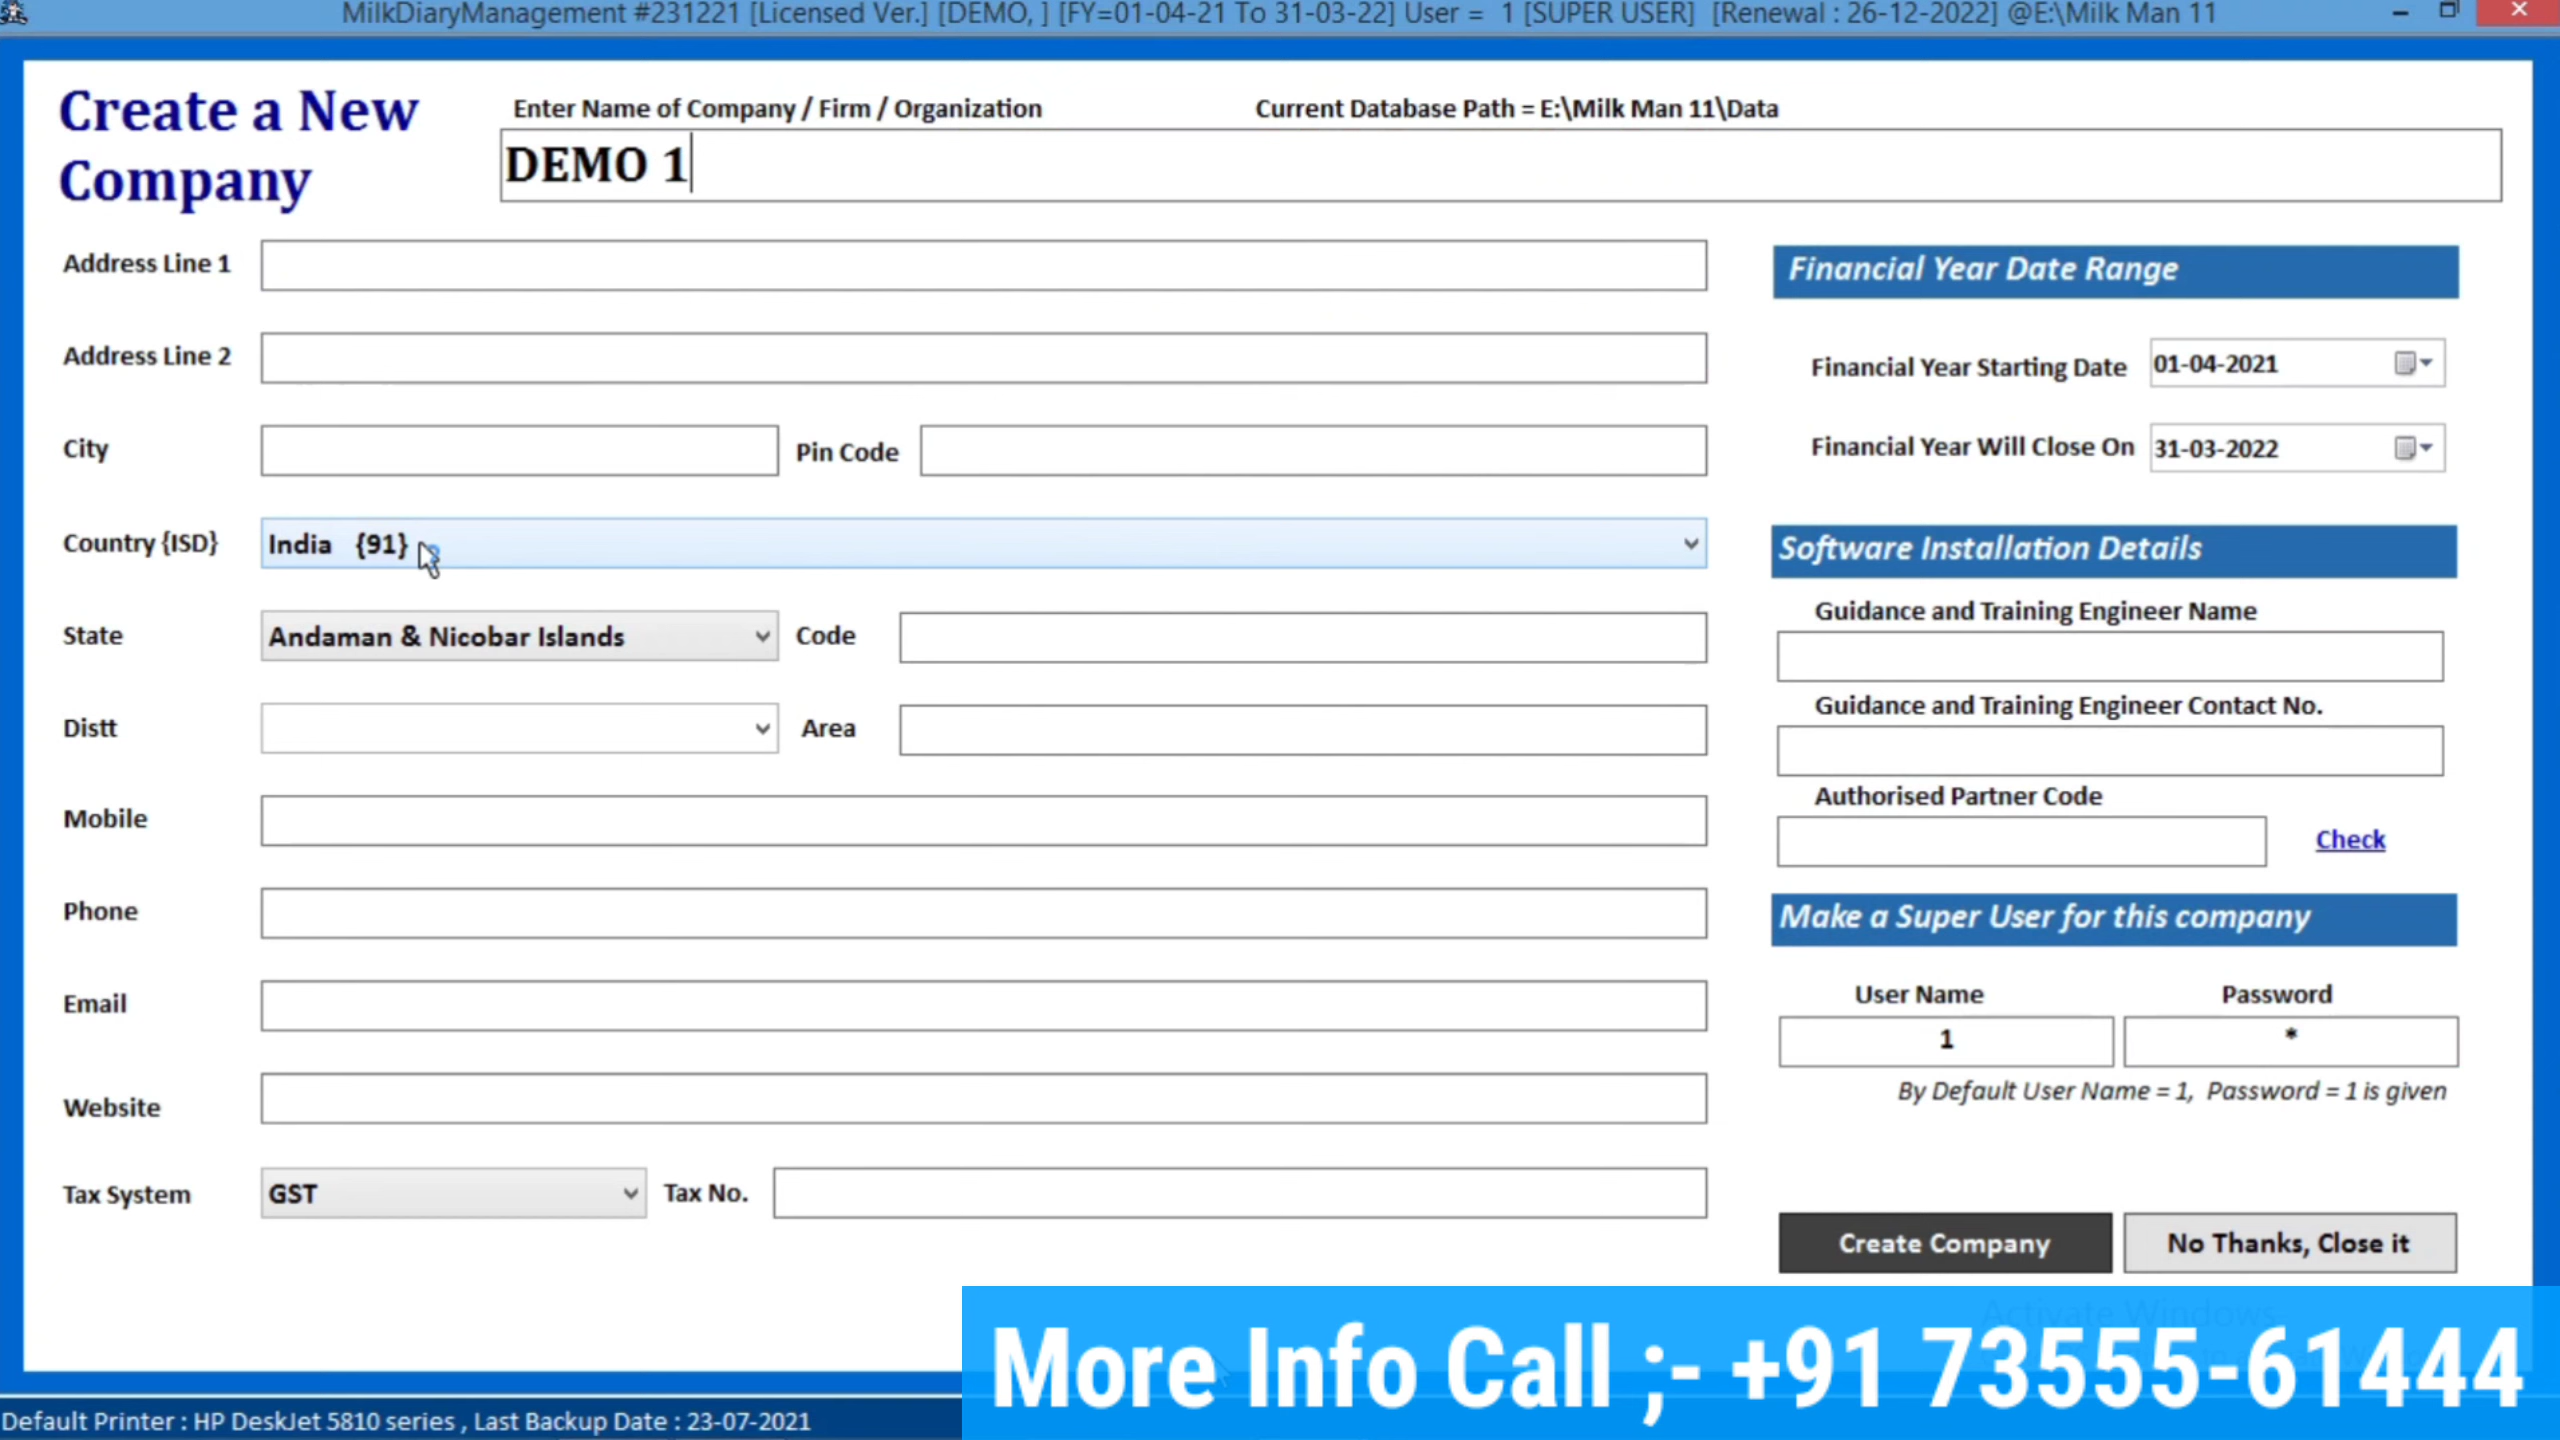 MilkDiaryManagement #231221 [Licensed Ver.] [DEMO, ] [FY=01-04-21 To 31-03-22] User = 1 [SUPER USER] [Renewal : 26-12-2022] @E:\Milk Man 11
Create a New
Company
Enter Name of Company / Firm / Organization
Current Database Path = E:\Milk Man 11\Data
DEMO 1
Address Line 1
Address Line 2
City
Pin Code
Country {ISD}
India {91}
State
Andaman & Nicobar Islands
Code
Distt
Area
Mobile
Phone
Email
Website
Tax System
GST
Tax No.
Financial Year Date Range
Financial Year Starting Date
01-04-2021
Financial Year Will Close On
31-03-2022
Software Installation Details
Guidance and Training Engineer Name
Guidance and Training Engineer Contact No.
Authorised Partner Code
Check
Make a Super User for this company
User Name
Password
1
*
By Default User Name = 1, Password = 1 is given
Create Company
No Thanks, Close it
Activate Windows
More Info Call ;- +91 73555-61444
Default Printer : HP DeskJet 5810 series , Last Backup Date : 23-07-2021